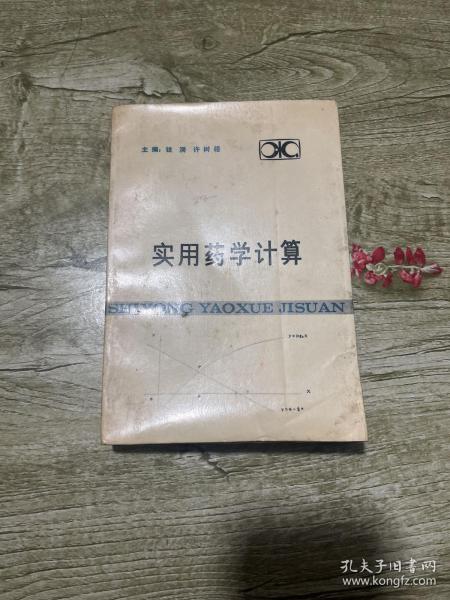 主编：钱漪 许树梧
实用药学计算
SHIYONG YAOXUE JISUAN
X
孔夫子旧书网
www.kongfz.com